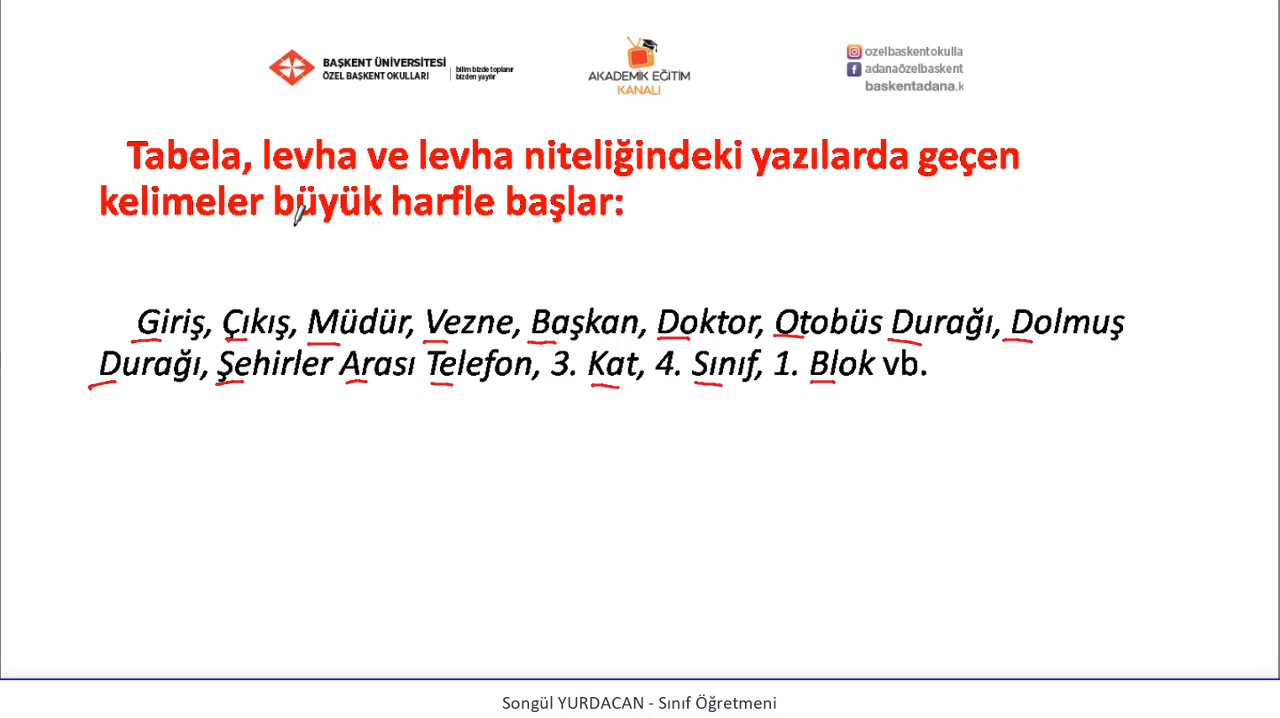 BAŞKENT ÜNİVERSİTESİ
ÖZEL BAŞKENT OKULLARI
bilim bizde toplanır
bizden yayılır
AKADEMİK EĞİTİM
KANALI
ozelbaskentokulla
adanaözelbaskent
baskentadana.k
Tabela, levha ve levha niteliğindeki yazılarda geçen
kelimeler büyük harfle başlar:
Giriş, Çıkış, Müdür, Vezne, Başkan, Doktor, Otobüs Durağı, Dolmuş
Durağı, Şehirler Arası Telefon, 3. Kat, 4. Sınıf, 1. Blok vb.
Songül YURDACAN - Sınıf Öğretmeni